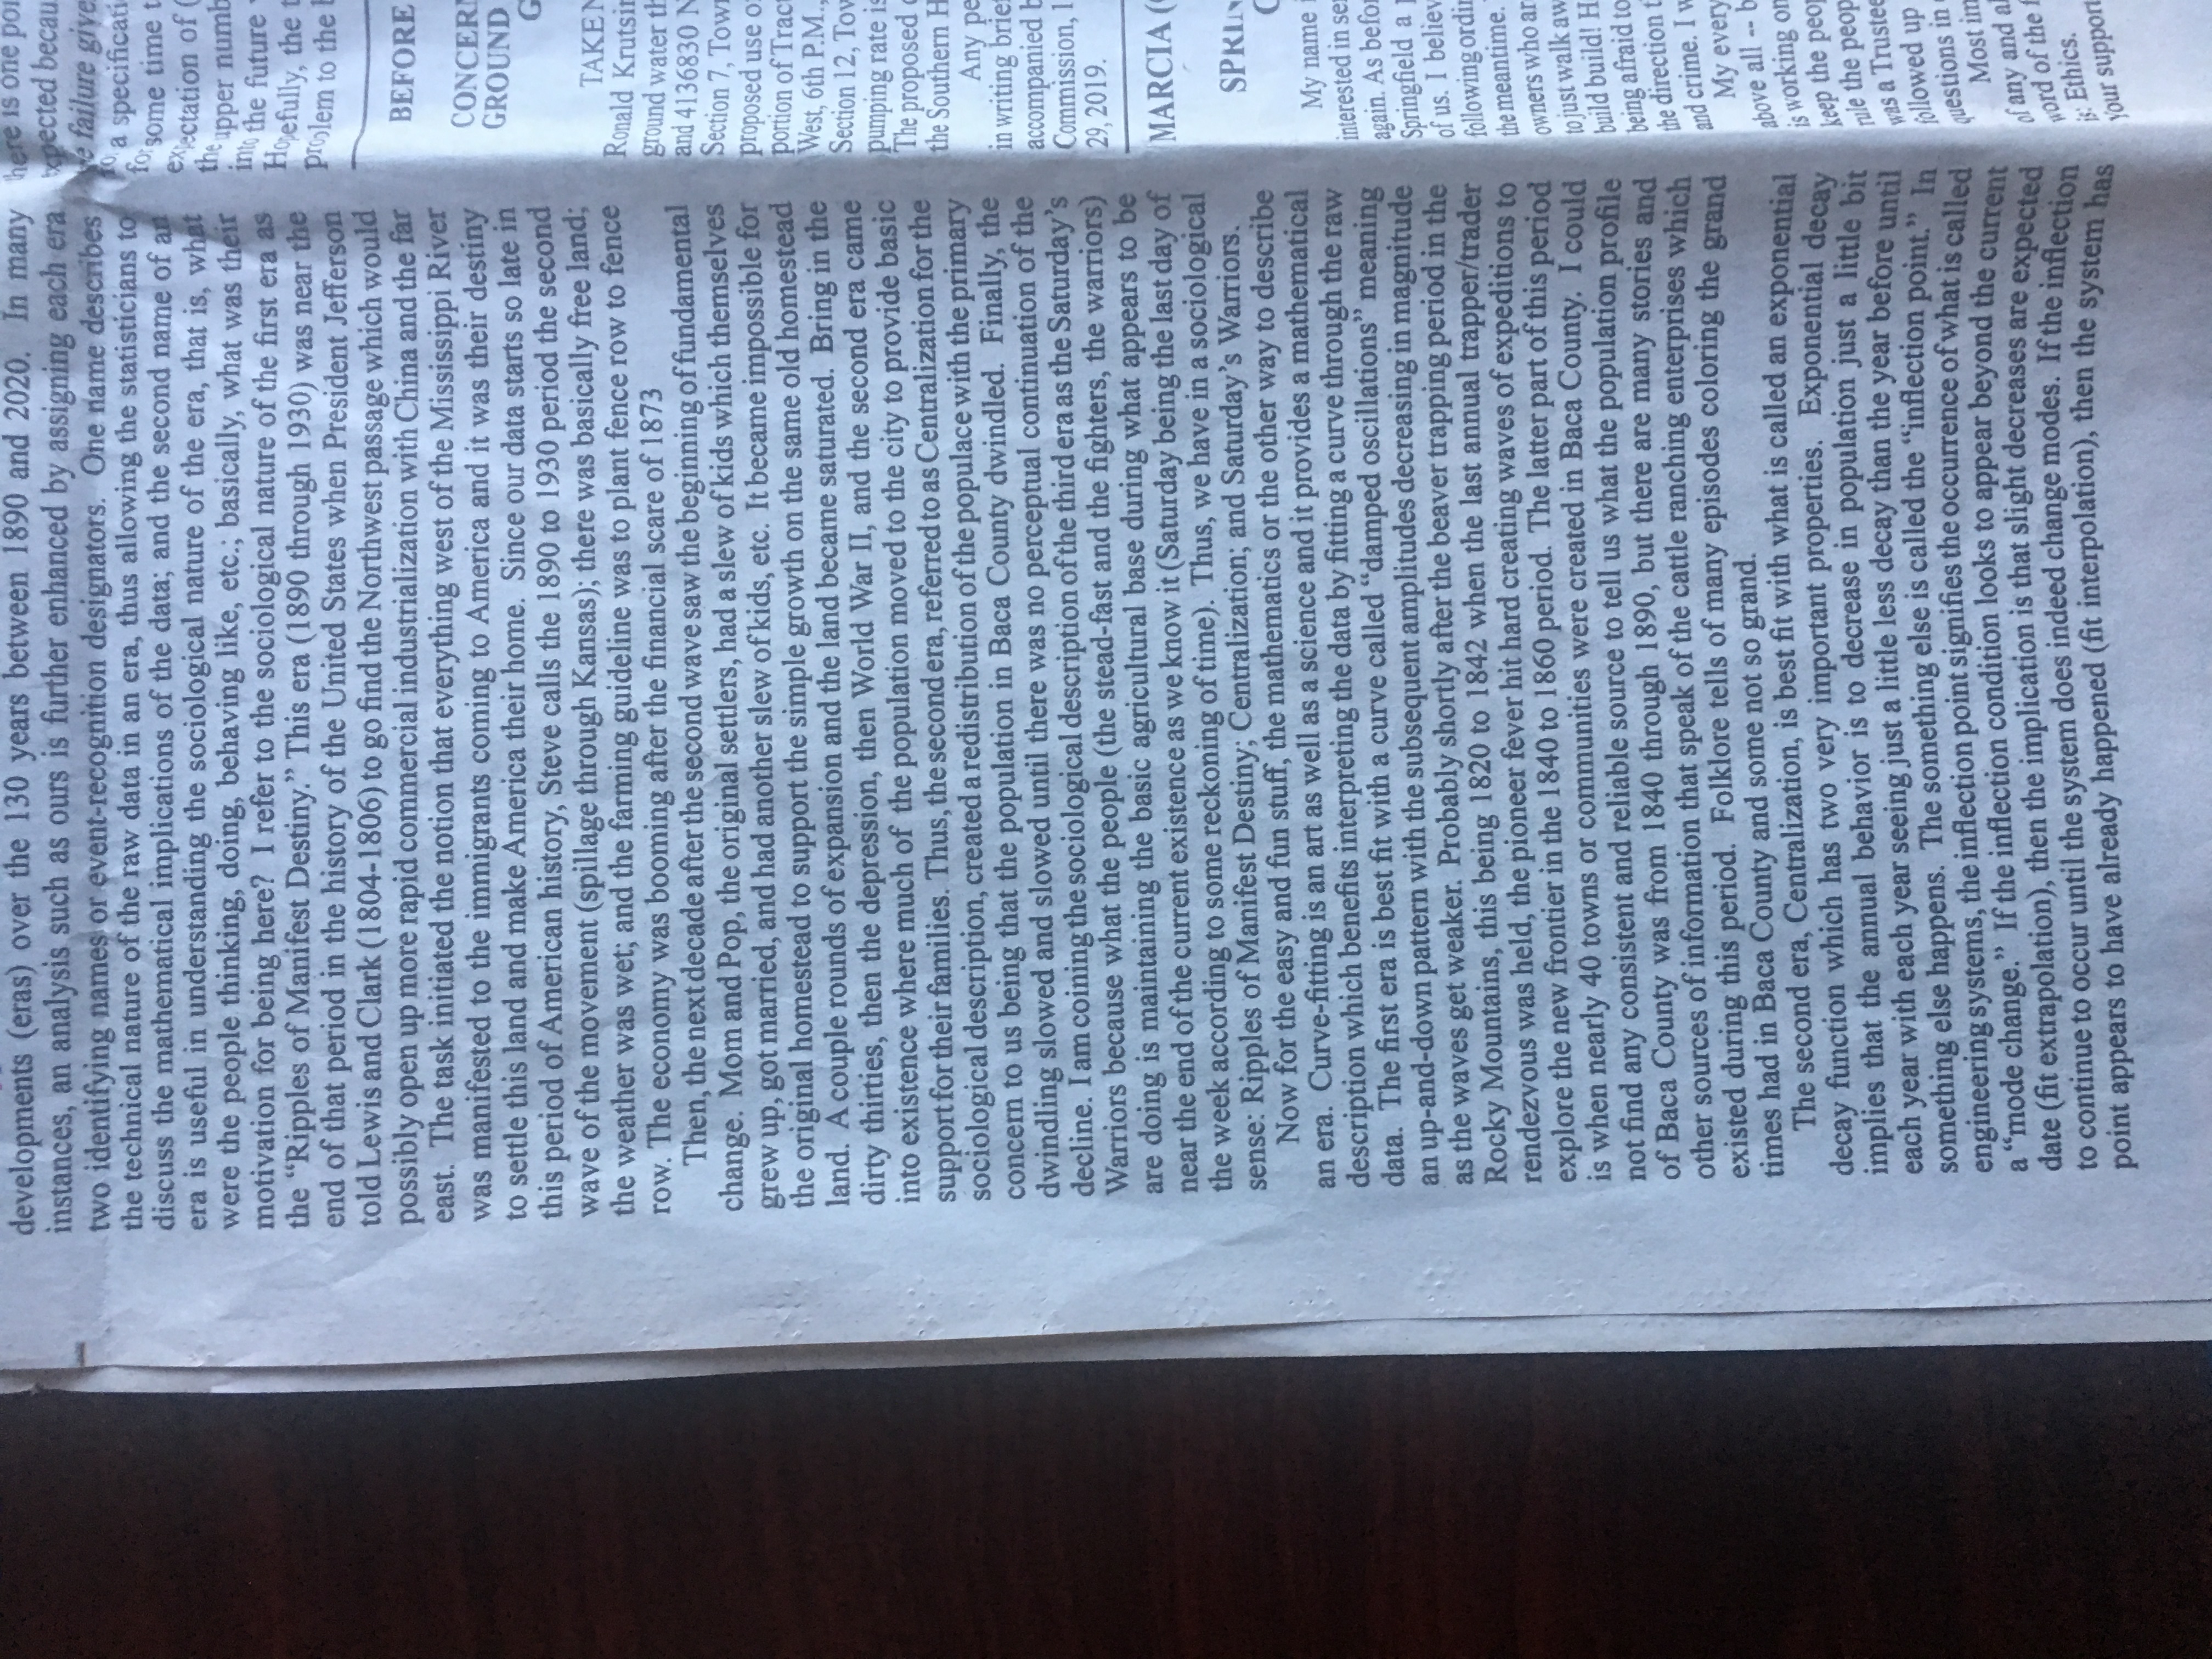 developments (eras) over the 130 years between 1890 and 2020. In many
instances, an analysis such as ours is further enhanced by assigning each era
two identifying names or event-recognition designators. One name describes
the technical nature of the raw data in an era, thus allowing the statisticians to
discuss the mathematical implications of the data; and the second name of an
era is useful in understanding the sociological nature of the era, that is, what
were the people thinking, doing, behaving like, etc.; basically, what was their
motivation for being here? I refer to the sociological nature of the first era as
the “Ripples of Manifest Destiny.” This era (1890 through 1930) was near the
end of that period in the history of the United States when President Jefferson
told Lewis and Clark (1804-1806) to go find the Northwest passage which would
possibly open up more rapid commercial industrialization with China and the far
east. The task initiated the notion that everything west of the Mississippi River
was manifested to the immigrants coming to America and it was their destiny
to settle this land and make America their home. Since our data starts so late in
this period of American history, Steve calls the 1890 to 1930 period the second
wave of the movement (spillage through Kansas); there was basically free land;
the weather was wet; and the farming guideline was to plant fence row to fence
row. The economy was booming after the financial scare of 1873
Then, the next decade after the second wave saw the beginning of fundamental
change. Mom and Pop, the original settlers, had a slew of kids which themselves
grew up, got married, and had another slew of kids, etc. It became impossible for
the original homestead to support the simple growth on the same old homestead
land. A couple rounds of expansion and the land became saturated. Bring in the
dirty thirties, then the depression, then World War II, and the second era came
into existence where much of the population moved to the city to provide basic
support for their families. Thus, the second era, referred to as Centralization for the
sociological description, created a redistribution of the populace with the primary
concern to us being that the population in Baca County dwindled. Finally, the
dwindling slowed and slowed until there was no perceptual continuation of the
decline. I am coining the sociological description of the third era as the Saturday’s
Warriors because what the people (the stead-fast and the fighters, the warriors)
are doing is maintaining the basic agricultural base during what appears to be
near the end of the current existence as we know it (Saturday being the last day of
the week according to some reckoning of time). Thus, we have in a sociological
sense: Ripples of Manifest Destiny; Centralization; and Saturday’s Warriors.
Now for the easy and fun stuff, the mathematics or the other way to describe
an era. Curve-fitting is an art as well as a science and it provides a mathematical
description which benefits interpreting the data by fitting a curve through the raw
data. The first era is best fit with a curve called “damped oscillations” meaning
an up-and-down pattern with the subsequent amplitudes decreasing in magnitude
as the waves get weaker. Probably shortly after the beaver trapping period in the
Rocky Mountains, this being 1820 to 1842 when the last annual trapper/trader
rendezvous was held, the pioneer fever hit hard creating waves of expeditions to
explore the new frontier in the 1840 to 1860 period. The latter part of this period
is when nearly 40 towns or communities were created in Baca County. I could
not find any consistent and reliable source to tell us what the population profile
of Baca County was from 1840 through 1890, but there are many stories and
other sources of information that speak of the cattle ranching enterprises which
existed during this period. Folklore tells of many episodes coloring the grand
times had in Baca County and some not so grand.
The second era, Centralization, is best fit with what is called an exponential
decay function which has two very important properties. Exponential decay
implies that the annual behavior is to decrease in population just a little bit
each year with each year seeing just a little less decay than the year before until
something else happens. The something else is called the “inflection point.” In
engineering systems, the inflection point signifies the occurrence of what is called
a “mode change.” If the inflection condition looks to appear beyond the current
date (fit extrapolation), then the implication is that slight decreases are expected
to continue to occur until the system does indeed change modes. If the inflection
point appears to have already happened (fit interpolation), then the system has
here is one
failure give
a specificati
some time
of
the upper numb
into the future
Hopefully, the
problem to the
BEFORE
CONCER
GROUND
G
TAKEN
Ronald Krutsin
ground water th
and 4136830 N
Section 7, Tow
proposed use o
portion of Trac
West, 6th P.M.,
Section 12, Tow
pumping rate is
The proposed
the Southern H
Any pe
in writing brie
accompanied b
Commission, 1
29, 2019.
MARCIA (
My name
interested in se
again. As befo
Springfield a
of us. I believ
following ordi
the meantime.
owners who ar
to just walk aw
build build! H
being afraid to
the direction t
and crime. I w
My every
above all -- b
is working on
keep the peop
rule the peop
was a Trustee
followed up
questions in
Most im
of any and al
word of the f
is: Ethics.
your support